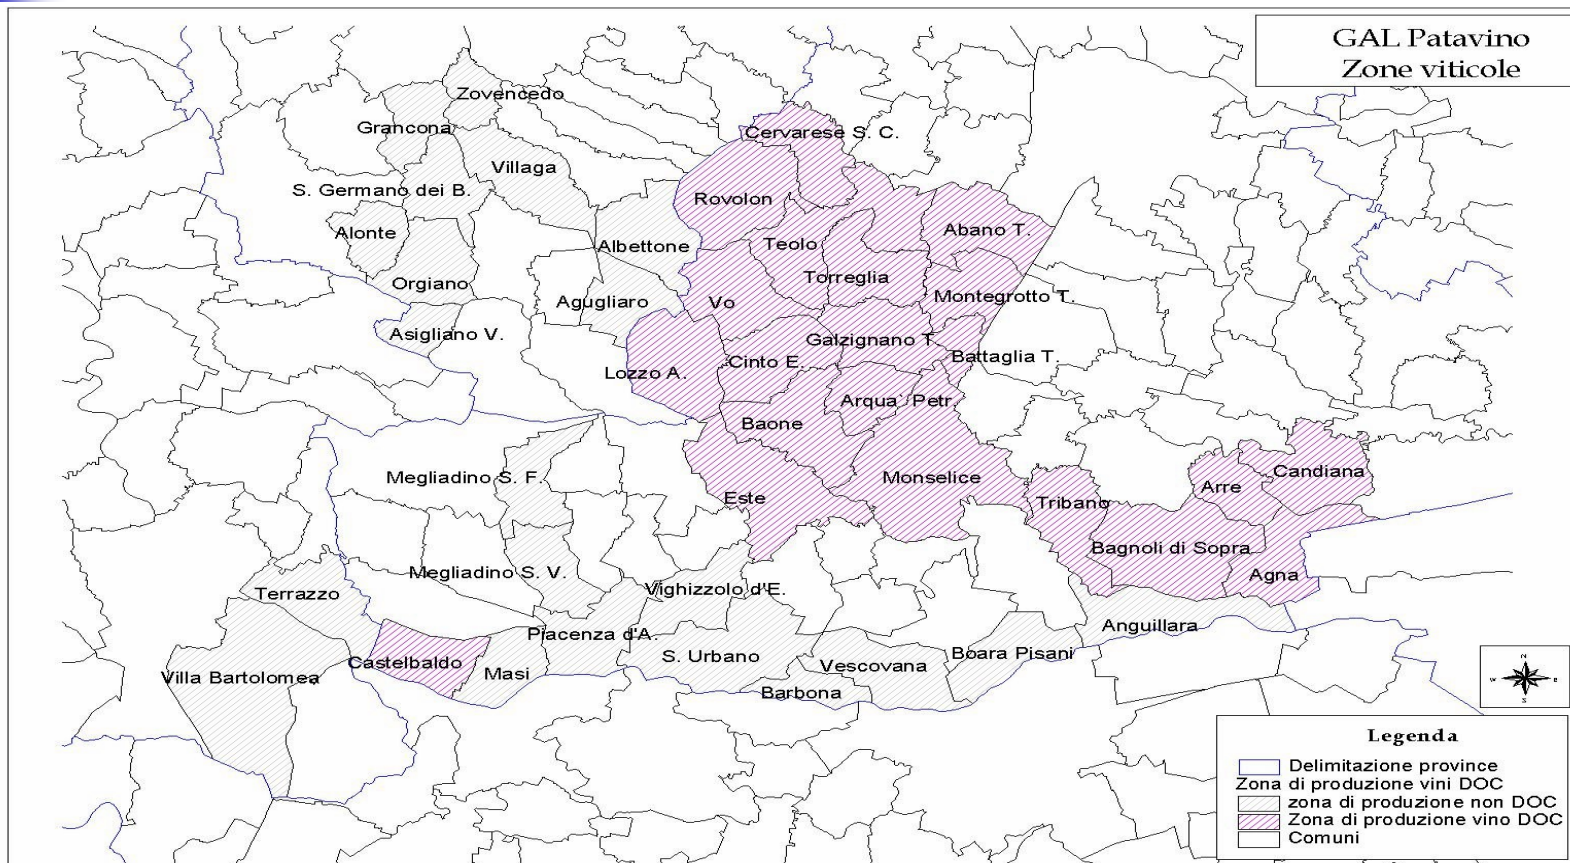 GAL Patavino
Zone viticole
Zovencedo
Grancona
Cervarese S. C.
Villaga
S. Germano dei B.
Rovolon
Alonte
Albettone
Teolo
Abano T.
Orgiano
Agugliaro
Vo
Torreglia
Montegrotto T.
Asigliano V.
Galzignano T.
Battaglia T.
Lozzo A.
Cinto E.
Arqua` Petr.
Baone
Megliadino S. F.
Este
Monselice
Tribano
Arre
Candiana
Bagnoli di Sopra
Agna
Megliadino S. V.
Terrazzo
Vighizzolo d'E.
Anguillara
Piacenza d'A.
Castelbaldo
Villa Bartolomea
Masi
S. Urbano
Vescovana
Boara Pisani
Barbona
N
W E
S
Legenda
Delimitazione province
Zona di produzione vini DOC
zona di produzione non DOC
Zona di produzione vino DOC
Comuni